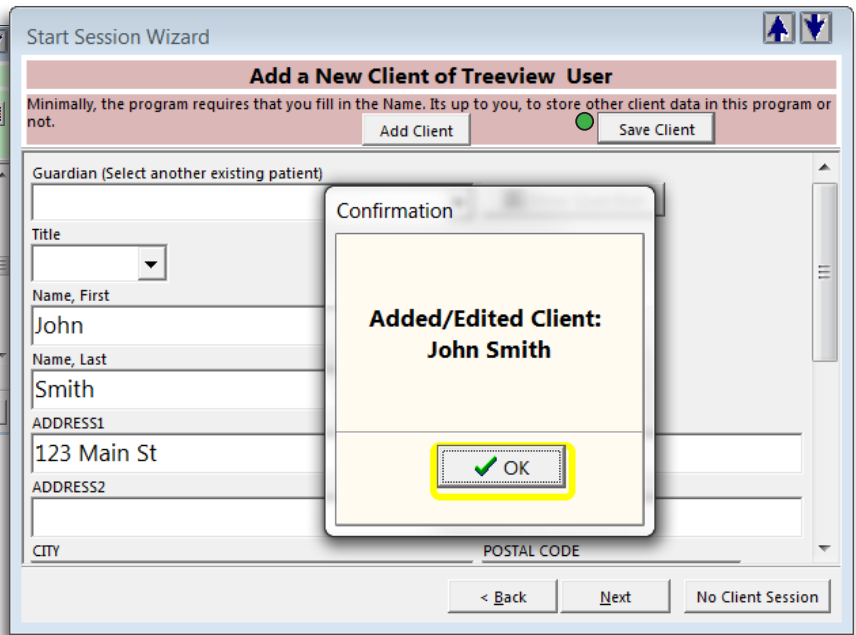 Start Session Wizard
Add a New Client of Treeview User
Minimally, the program requires that you fill in the Name. Its up to you, to store other client data in this program or
not.
Add Client
Save Client
Guardian (Select another existing patient)
Title
Name, First
John
Name, Last
Smith
ADDRESS1
123 Main St
ADDRESS2
CITY
POSTAL CODE
Confirmation
Added/Edited Client:
John Smith
OK
< Back
Next
No Client Session